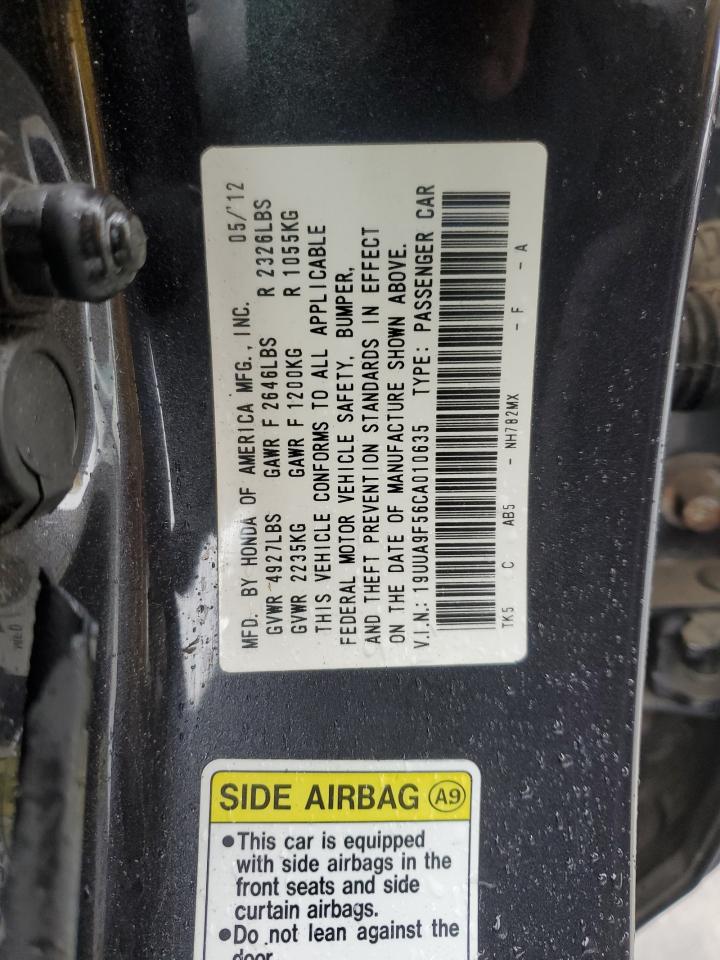 MFD. BY HONDA OF AMERICA MFG., INC. 05/'12
GVWR 4927LBS GAWR F 2646LBS R 2326LBS
GVWR 2235KG GAWR F 1200KG R 1055KG
THIS VEHICLE CONFORMS TO ALL APPLICABLE
FEDERAL MOTOR VEHICLE SAFETY, BUMPER,
AND THEFT PREVENTION STANDARDS IN EFFECT
ON THE DATE OF MANUFACTURE SHOWN ABOVE.
V.I.N.: 19UUA9F56CA010635 TYPE: PASSENGER CAR
TK5 C AB5 - NH782MX - F - A
SIDE AIRBAG A9
•This car is equipped
with side airbags in the
front seats and side
curtain airbags.
•Do not lean against the
door